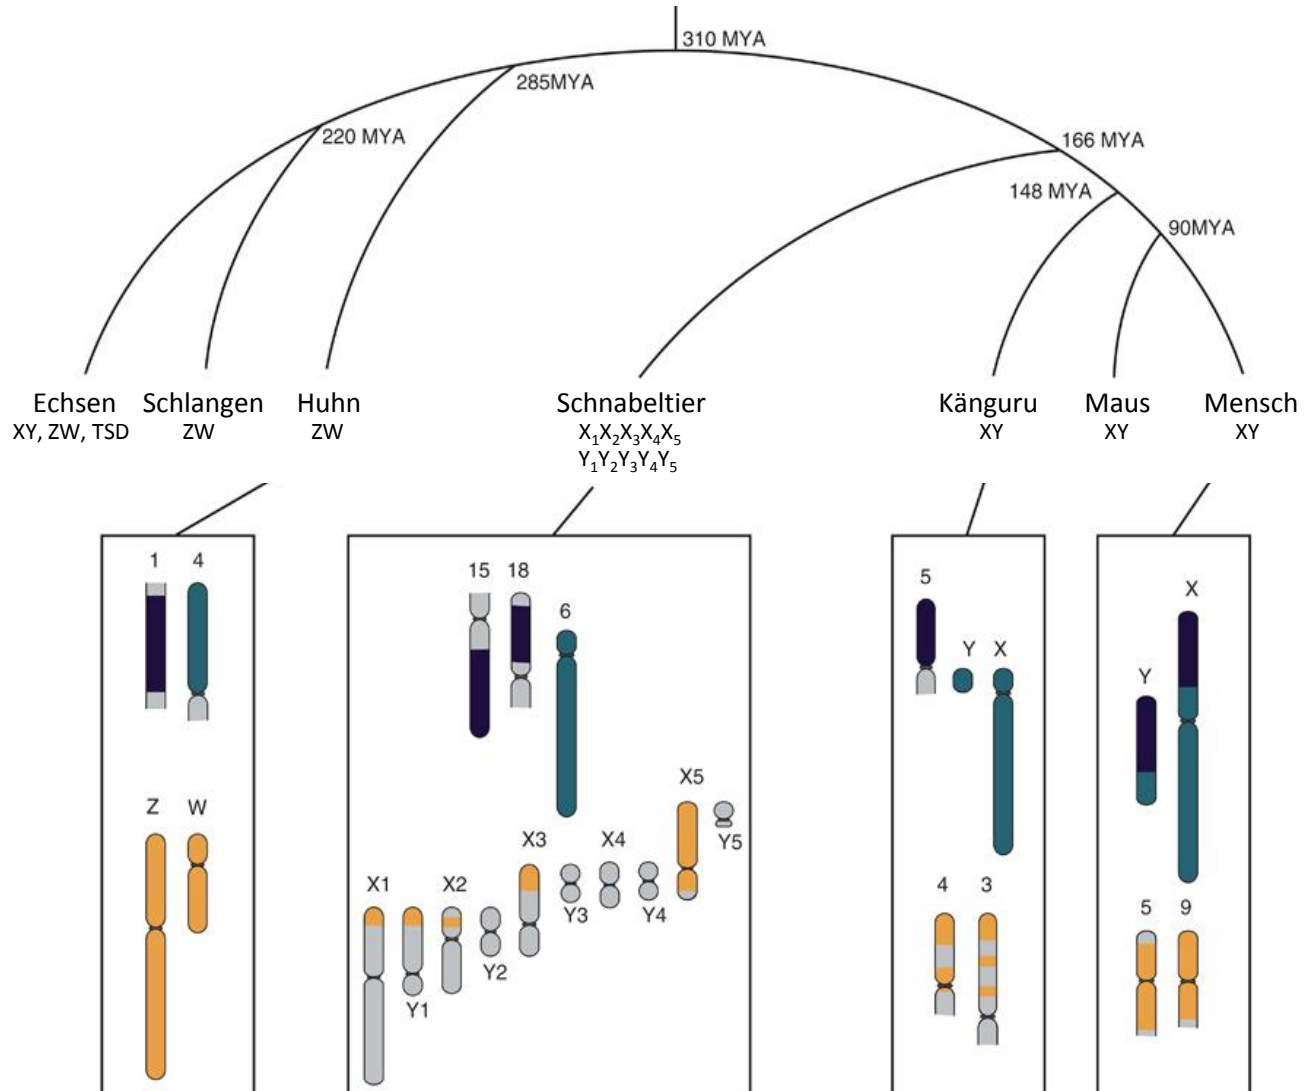 310 MYA
285MYA
220 MYA
166 MYA
148 MYA
90MYA
Echsen
XY, ZW, TSD
Schlangen
ZW
Huhn
ZW
Schnabeltier
X₁X₂X₃X₄X₅
Y₁Y₂Y₃Y₄Y₅
Känguru
XY
Maus
XY
Mensch
XY
1 4
Z W
15 18
6
X5
Y5
X3 X4
Y3 Y4
X1 X2
Y2
Y1
5
Y X
4 3
X
Y
5 9